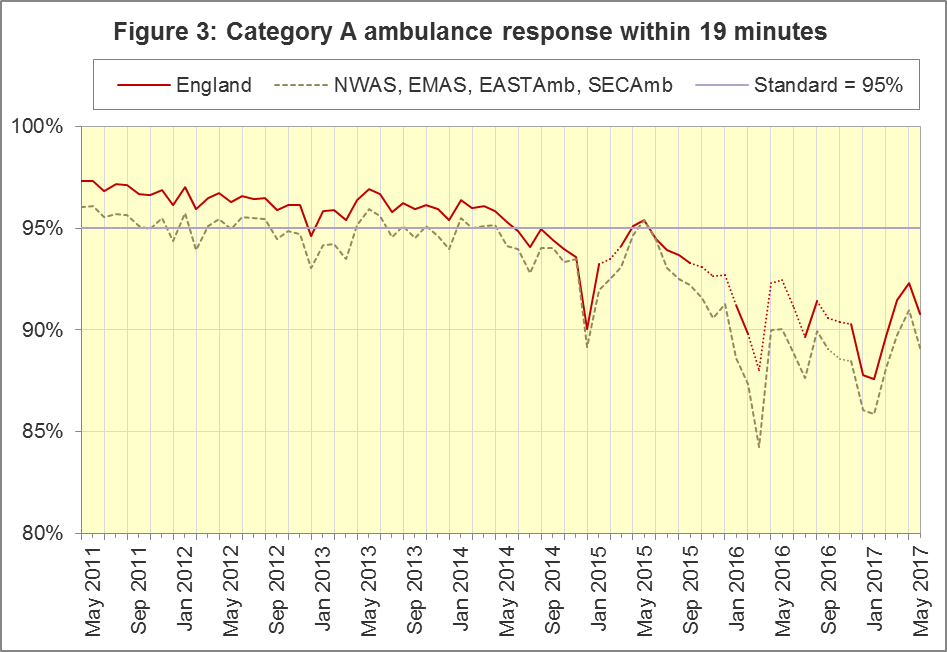 Figure 3: Category A ambulance response within 19 minutes
England
NWAS, EMAS, EASTAmb, SECAmb
Standard = 95%
100%
95%
90%
85%
80%
May 2011
Sep 2011
Jan 2012
May 2012
Sep 2012
Jan 2013
May 2013
Sep 2013
Jan 2014
May 2014
Sep 2014
Jan 2015
May 2015
Sep 2015
Jan 2016
May 2016
Sep 2016
Jan 2017
May 2017